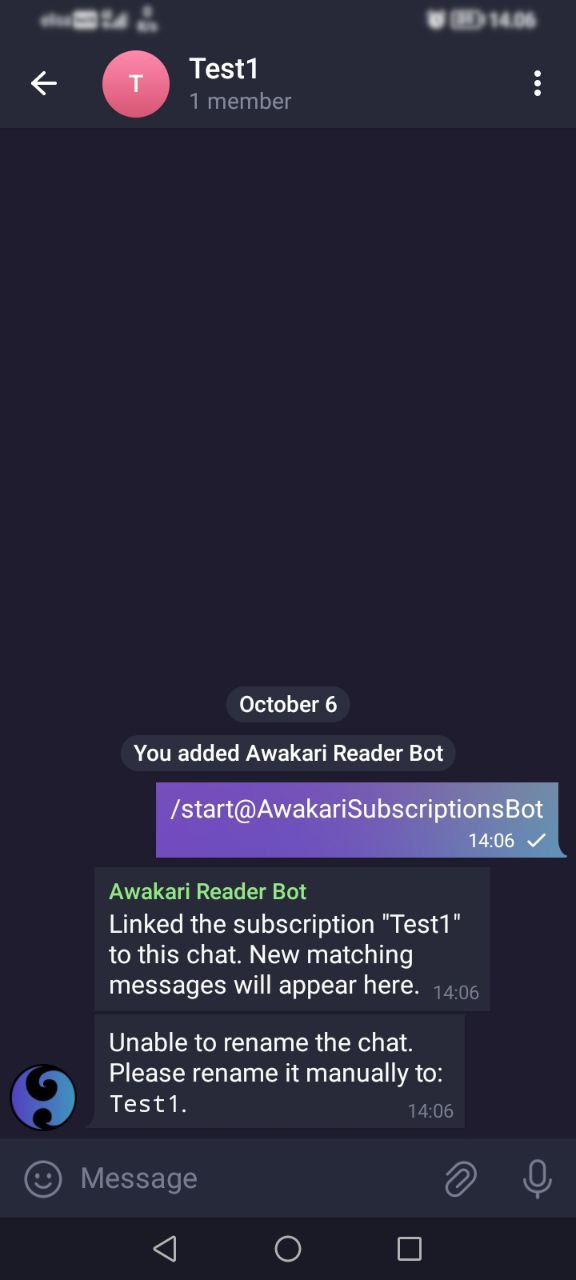 14.06
T
Test1
1 member
October 6
You added Awakari Reader Bot
/start@AwakariSubscriptionsBot
14:06
Awakari Reader Bot
Linked the subscription "Test1"
to this chat. New matching
messages will appear here. 14:06
Unable to rename the chat.
Please rename it manually to:
Test1. 14:06
Message